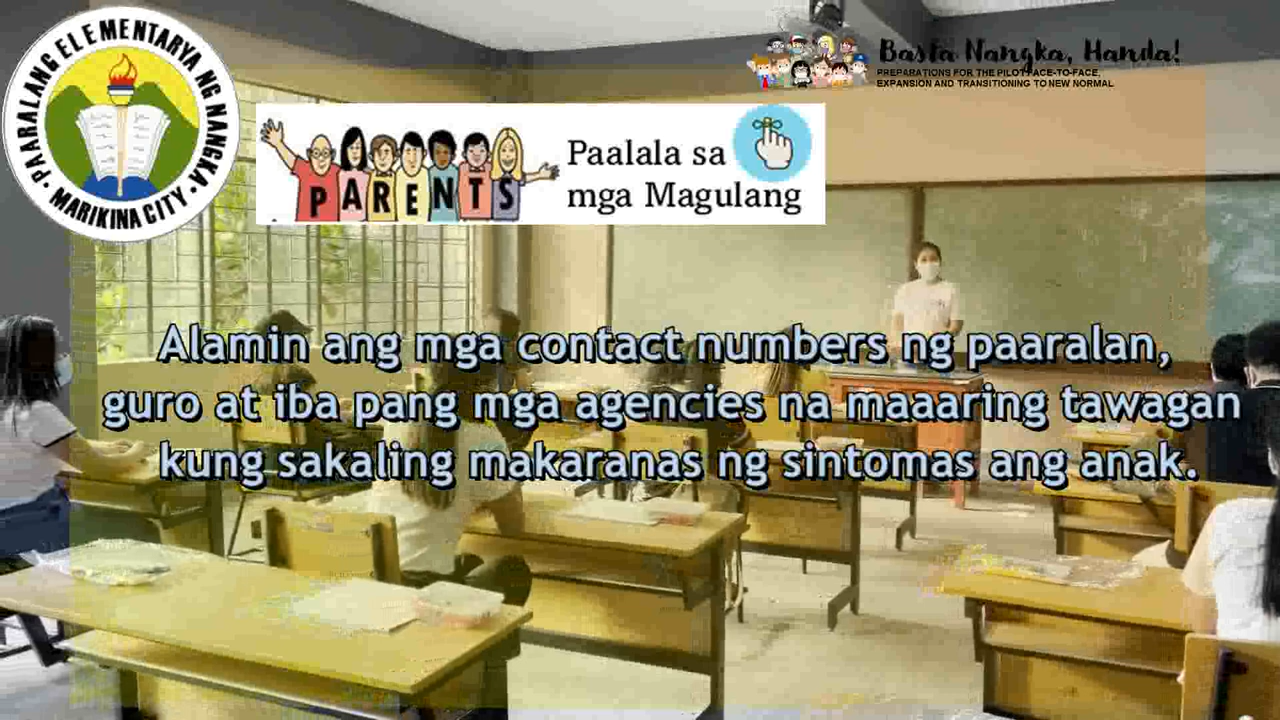 PAARALANG ELEMENTARYA NG NANGKA
MARIKINA CITY
Basta Nangka, Handa!
PREPARATIONS FOR THE PILOT FACE-TO-FACE,
EXPANSION AND TRANSITIONING TO NEW NORMAL
PARENTS
Paalala sa
mga Magulang
Alamin ang mga contact numbers ng paaralan,
guro at iba pang mga agencies na maaaring tawagan
kung sakaling makaranas ng sintomas ang anak.